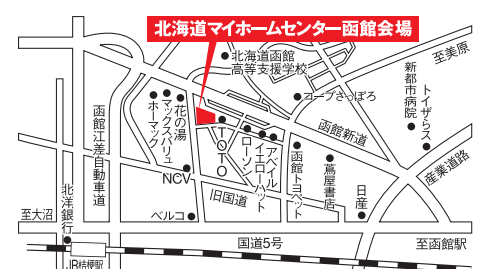 北海道マイホームセンター函館会場
北海道函館
高等支援学校
至美原
コープさっぽろ
新都市病院
トイザらス
函館新道
産業道路
函館江差自動車道
ホーマック
マックスバリュ
花の湯
TOTO
ローソン
イエローハット
アベイル
函館トヨペット
蔦屋書店
日産
NCV
旧国道
ベルコ
至大沼
北洋銀行
国道5号
至函館駅
JR桔梗駅